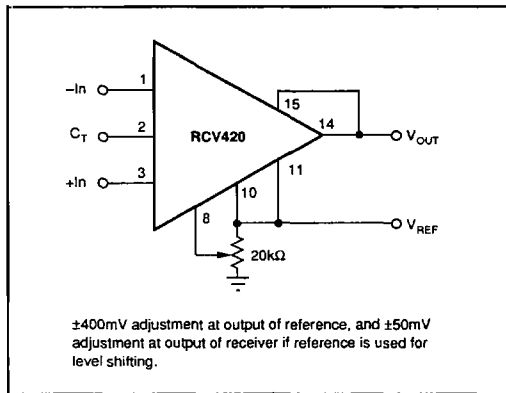 15
–In 1
14
C_T 2 RCV420 V_OUT
11
+In 3
10
8 V_REF
20kΩ
±400mV adjustment at output of reference, and ±50mV
adjustment at output of receiver if reference is used for
level shifting.